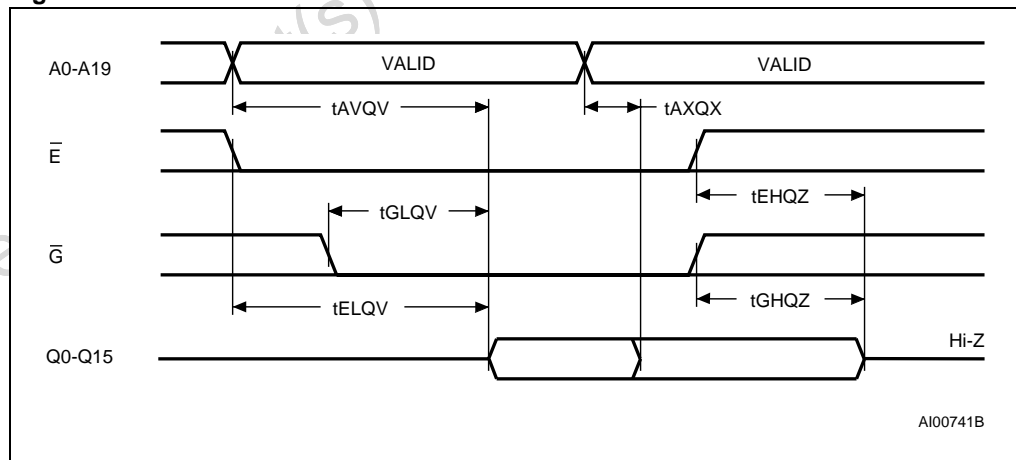 A0-A19
VALID
VALID
tAVQV
tAXQX
E
tEHQZ
tGLQV
G
tGHQZ
tELQV
Hi-Z
Q0-Q15
AI00741B